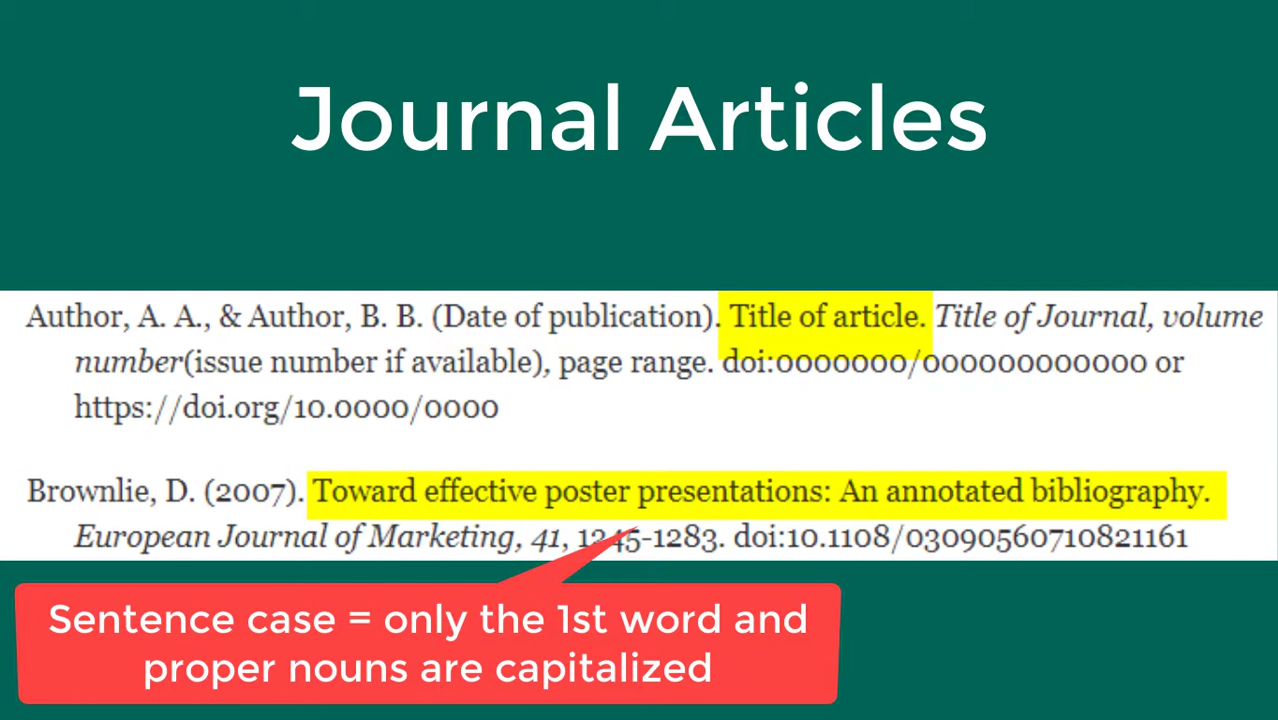 Journal Articles
Author, A. A., & Author, B. B. (Date of publication). Title of article. Title of Journal, volume
number(issue number if available), page range. doi:0000000/000000000000 or
https://doi.org/10.0000/0000
Brownlie, D. (2007). Toward effective poster presentations: An annotated bibliography.
European Journal of Marketing, 41, 1245-1283. doi:10.1108/03090560710821161
Sentence case = only the 1st word and
proper nouns are capitalized